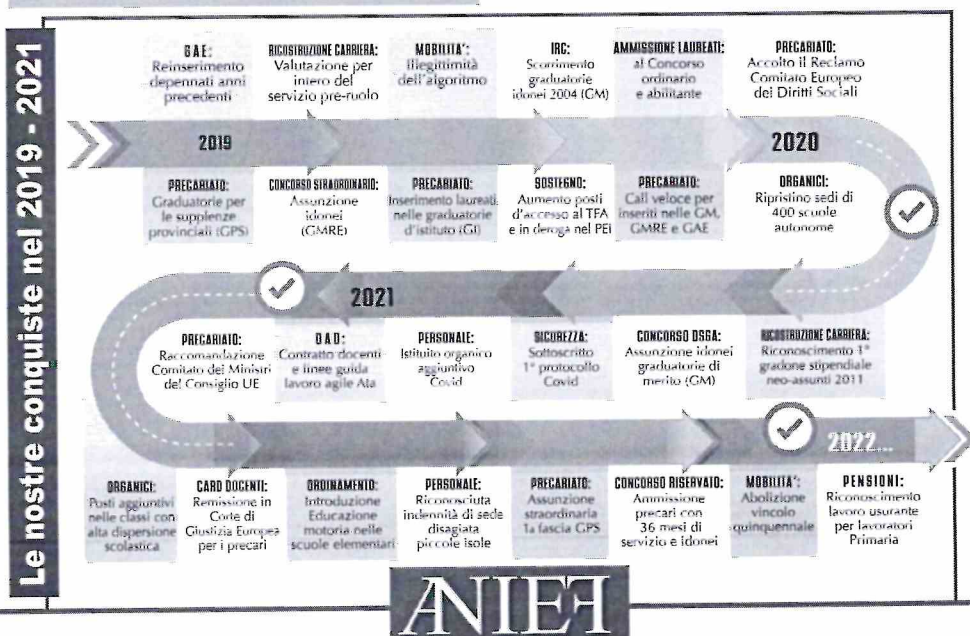 Le nostre conquiste nel 2019 - 2021
GAE:
Reinserimento
depennati anni
precedenti
RICOSTRUZIONE CARRIERA:
Valutazione per
intero del
servizio pre-ruolo
MOBILITA':
Illegittimità
dell'algoritmo
IRC:
Scorrimento
graduatorie
idonei 2004 (GM)
AMMISSIONE LAUREATI:
al Concorso
ordinario
e abilitante
PRECARIATO:
Accolto il Reclamo
Comitato Europeo
dei Diritti Sociali
2019
2020
PRECARIATO:
Graduatorie per
le supplenze
provinciali (GPS)
CONCORSO STRAORDINARIO:
Assunzione
idonei
(GMRE)
PRECARIATO:
Inserimento laureati
nelle graduatorie
d'istituto (GI)
SOSTEGNO:
Aumento posti
d'accesso al TFA
e in deroga nel PEI
PRECARIATO:
Call veloce per
inseriti nelle GM,
GMRE e GAE
ORGANICI:
Ripristino sedi di
400 scuole
autonome
2021
PRECARIATO:
Raccomandazione
Comitato dei Ministri
del Consiglio UE
DAD:
Contratto docenti
e linee guida
lavoro agile Ata
PERSONALE:
Istituito organico
aggiuntivo
Covid
SICUREZZA:
Sottoscritto
1° protocollo
Covid
CONCORSO DSGA:
Assunzione idonei
graduatorie di
merito (GM)
RICOSTRUZIONE CARRIERA:
Riconoscimento 1°
gradone stipendiale
neo-assunti 2011
2022...
ORGANICI:
Posti aggiuntivi
nelle classi con
alta dispersione
scolastica
CARD DOCENTI:
Remissione in
Corte di
Giustizia Europea
per i precari
ORDINAMENTO:
Introduzione
Educazione
motoria nelle
scuole elementari
PERSONALE:
Riconosciuta
indennità di sede
disagiata
piccole isole
PRECARIATO:
Assunzione
straordinaria
1a fascia GPS
CONCORSO RISERVATO:
Ammissione
precari con
36 mesi di
servizio e idonei
MOBILITA':
Abolizione
vincolo
quinquennale
PENSIONI:
Riconoscimento
lavoro usurante
per lavoratori
Primaria
ANIEF